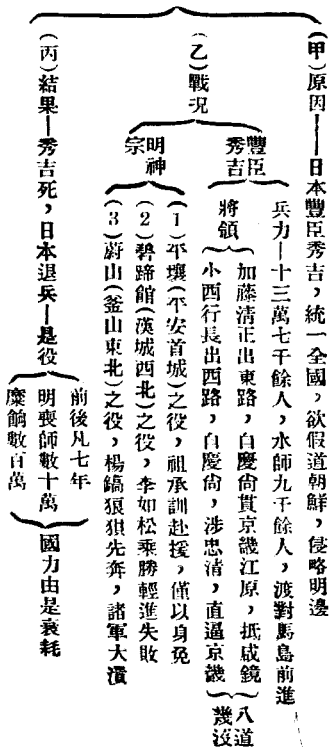 (甲)原因——日本豐臣秀吉，統一全國，欲假道朝鮮，侵略明邊
(乙)戰況
豐臣秀吉
兵力—十三萬七千餘人，水師九千餘人，渡對馬島前進
將領
加藤清正出東路，自慶尙貫京畿江原，抵咸鏡
小西行長出西路，自慶尙，涉忠清，直逼京畿
八道幾沒
明神宗
(1)平壤(平安首城)之役，祖承訓赴援，僅以身免
(2)碧蹄館(漢城西北)之役，李如松乘勝輕進失敗
(3)蔚山(釜山東北)之役，楊鎬狼狽先奔，諸軍大潰
(丙)結果—秀吉死，日本退兵—是役
前後凡七年
明喪師數十萬
糜餉數百萬
國力由是衰耗